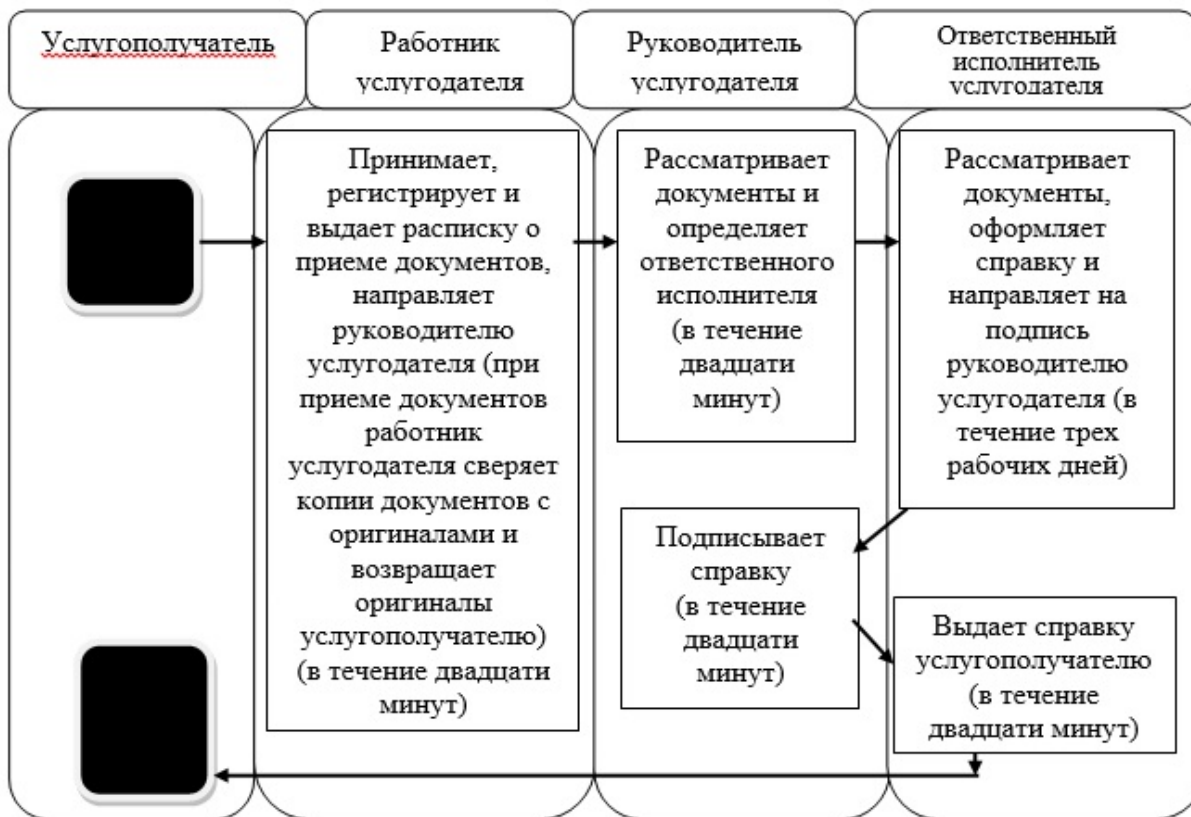 Услугополучатель
Работник
услугодателя
Руководитель
услугодателя
Ответственный
исполнитель
услугодателя
Принимает,
регистрирует и
выдает расписку о
приеме документов,
направляет
руководителю
услугодателя (при
приеме документов
работник
услугодателя сверяет
копии документов с
оригиналами и
возвращает
оригиналы
услугополучателю)
(в течение двадцати
минут)
Рассматривает
документы и
определяет
ответственного
исполнителя
(в течение
двадцати
минут)
Рассматривает
документы,
оформляет
справку и
направляет на
подпись
руководителю
услугодателя (в
течение трех
рабочих дней)
Подписывает
справку
(в течение
двадцати
минут)
Выдает справку
услугополучателю
(в течение
двадцати минут)